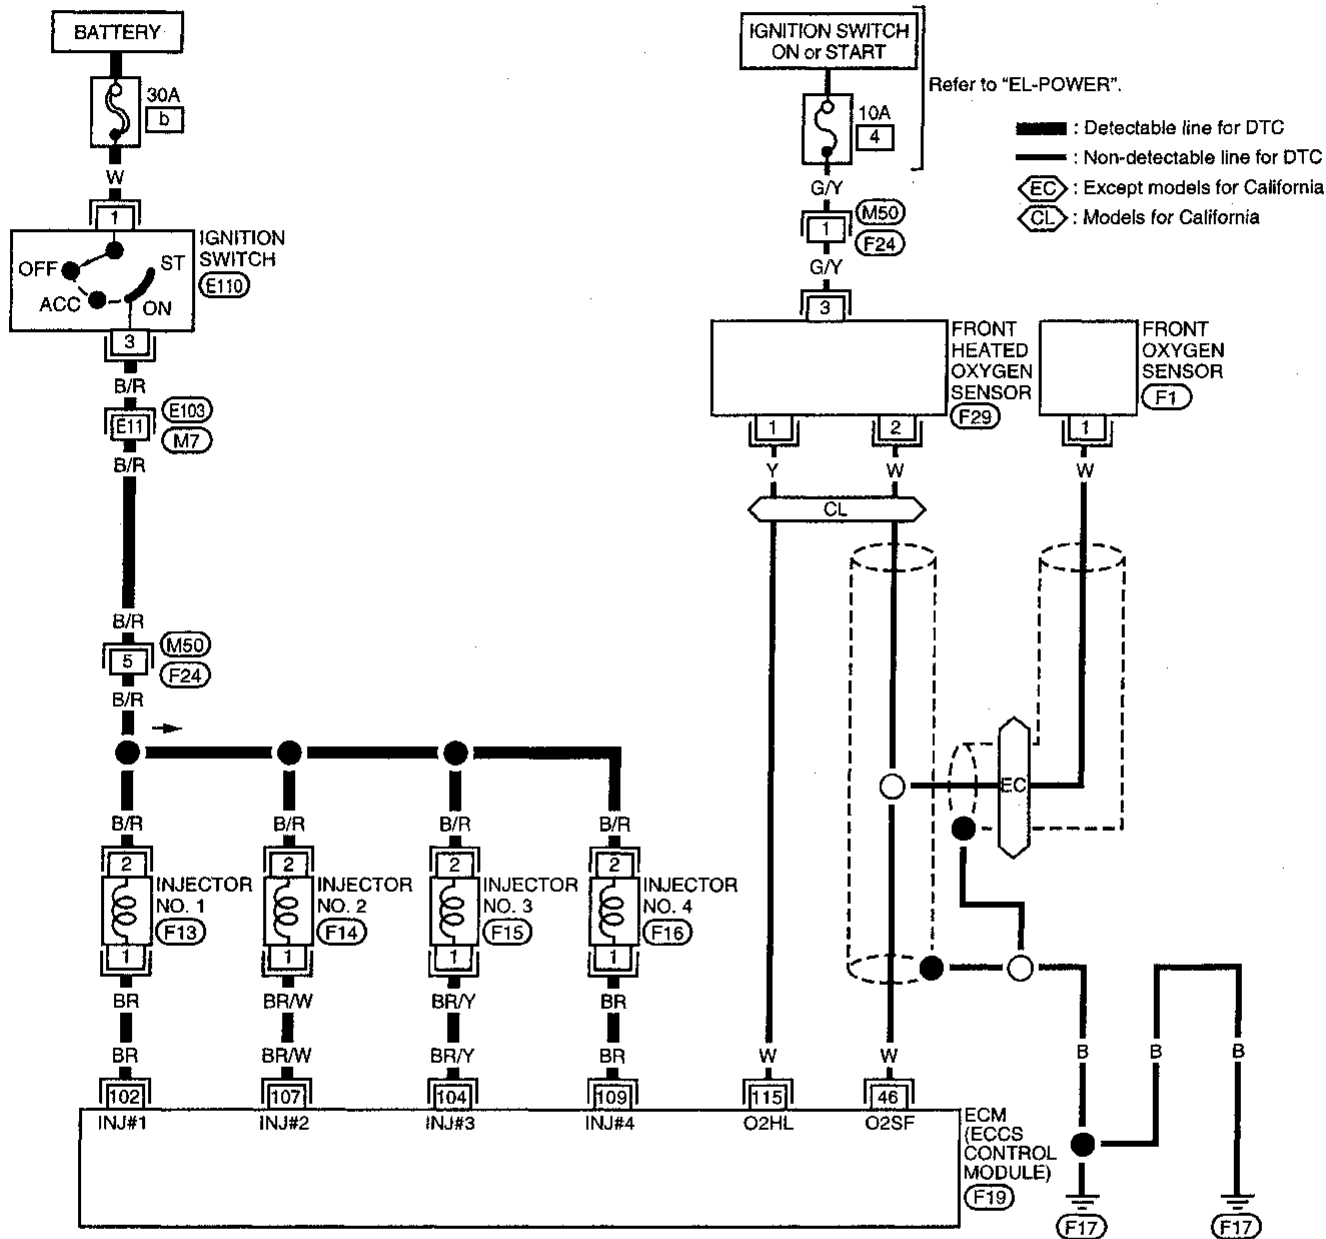 BATTERY
30A
b
W
1
IGNITION
SWITCH
E110
OFF
ACC
ST
ON
3
B/R
E11
E103
M7
B/R
B/R
5
M50
F24
B/R
B/R
B/R
B/R
B/R
2
2
2
2
INJECTOR
NO. 1
F13
INJECTOR
NO. 2
F14
INJECTOR
NO. 3
F15
INJECTOR
NO. 4
F16
1
1
1
1
BR
BR/W
BR/Y
BR
BR
BR/W
BR/Y
BR
IGNITION SWITCH
ON or START
10A
4
Refer to "EL-POWER".
: Detectable line for DTC
: Non-detectable line for DTC
EC : Except models for California
CL : Models for California
G/Y
1
M50
F24
G/Y
3
FRONT
HEATED
OXYGEN
SENSOR
F29
FRONT
OXYGEN
SENSOR
F1
1
2
1
Y
W
W
CL
EC
W
W
B
B
B
102
107
104
109
115
46
INJ#1
INJ#2
INJ#3
INJ#4
O2HL
O2SF
ECM
(ECCS
CONTROL
MODULE)
F19
F17
F17